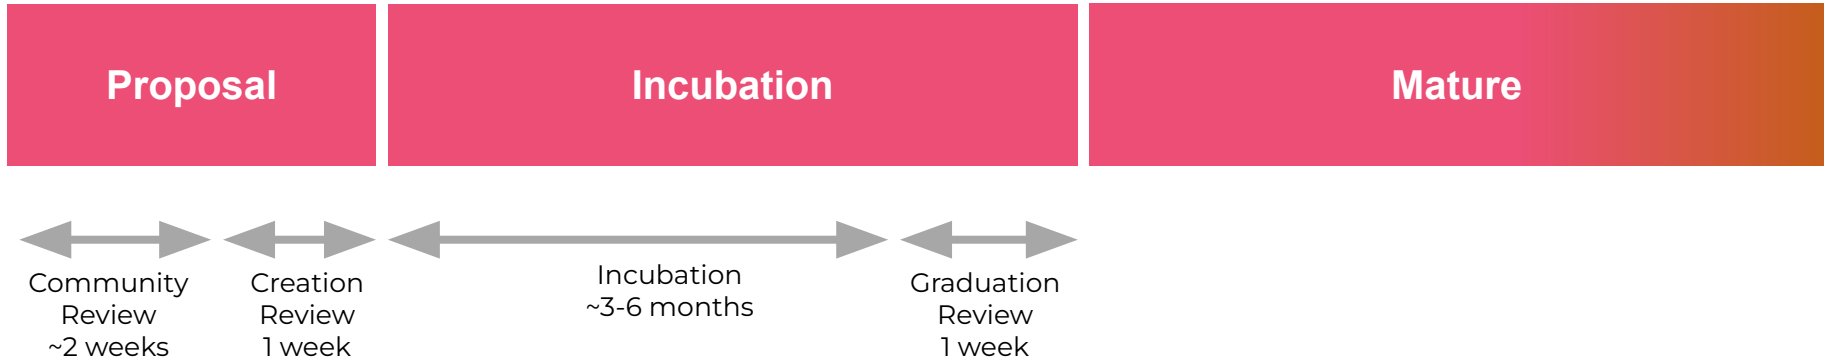 Proposal
Incubation
Mature
Community
Review
~2 weeks
Creation
Review
1 week
Incubation
~3-6 months
Graduation
Review
1 week